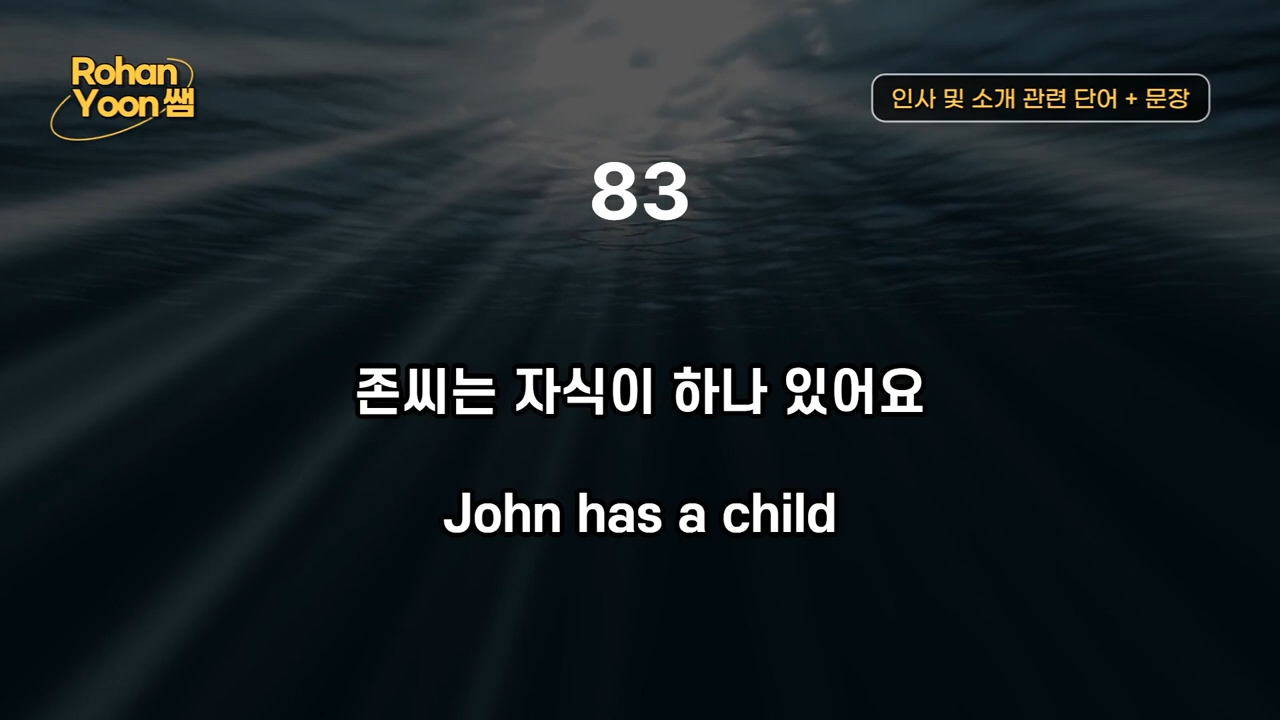 Rohan
Yoon쌤
인사 및 소개 관련 단어 + 문장
83
존씨는 자식이 하나 있어요
John has a child